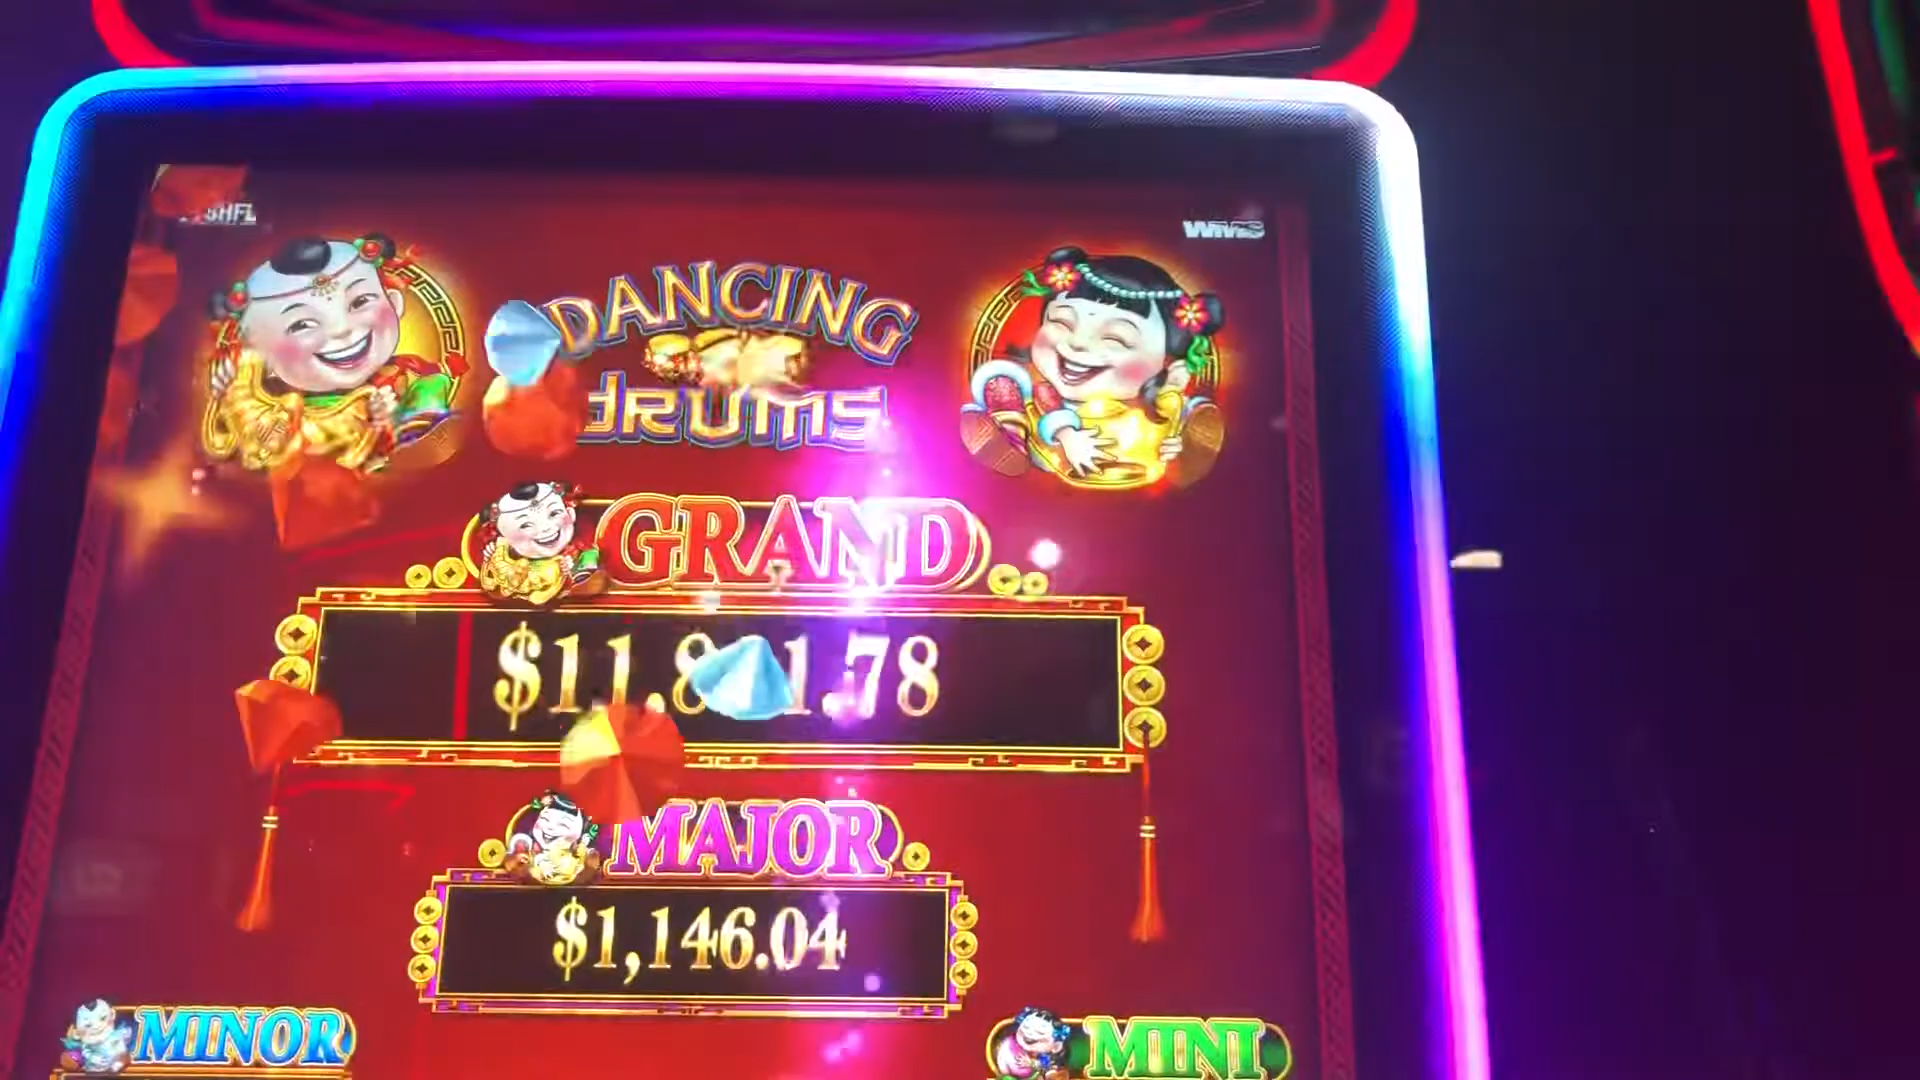 WMS
DANCING
DRUMS
GRAND
MAJOR
$1,146.04
MINOR
MINI